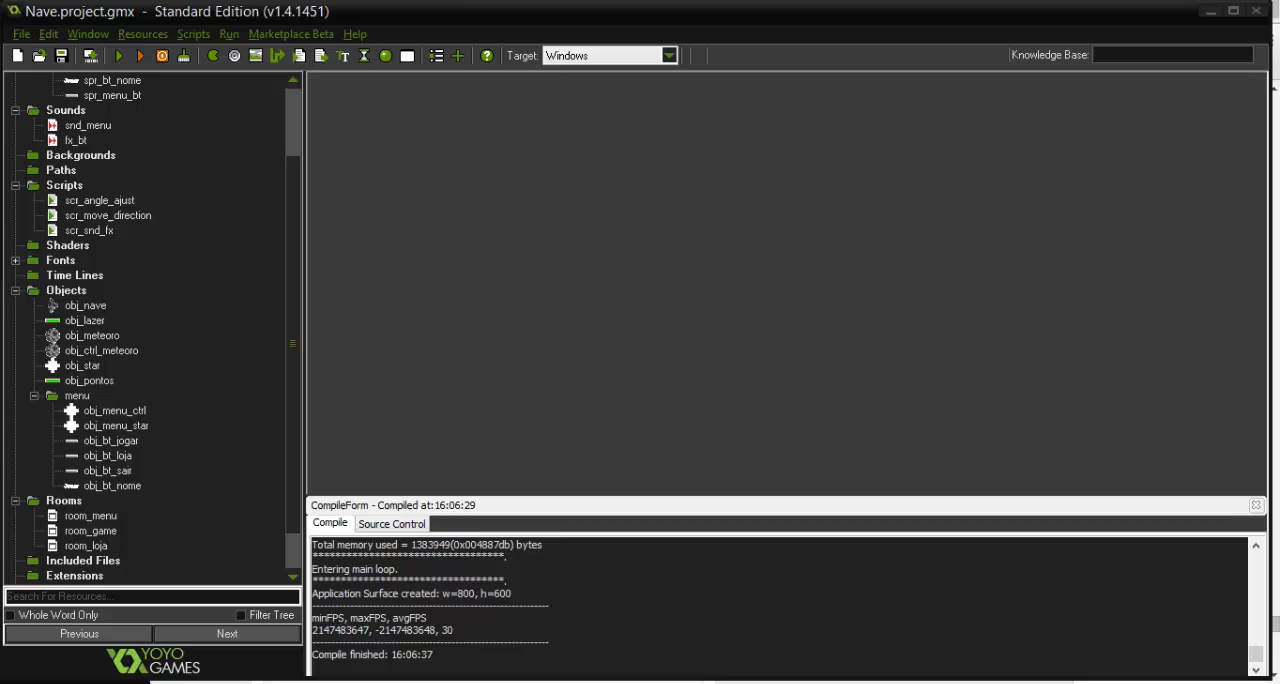 Nave.project.gmx - Standard Edition (v1.4.1451)
File Edit Window Resources Scripts Run Marketplace Beta Help
Target: Windows
Knowledge Base:
spr_bt_nome
spr_menu_bt
Sounds
snd_menu
fx_bt
Backgrounds
Paths
Scripts
scr_angle_ajust
scr_move_direction
scr_snd_fx
Shaders
Fonts
Time Lines
Objects
obj_nave
obj_lazer
obj_meteoro
obj_ctrl_meteoro
obj_star
obj_pontos
menu
obj_menu_ctrl
obj_menu_star
obj_bt_jogar
obj_bt_loja
obj_bt_sair
obj_bt_nome
Rooms
room_menu
room_game
room_loja
Included Files
Extensions
Search For Resources...
Whole Word Only Filter Tree
Previous Next
YOYO
GAMES
CompileForm - Compiled at:16:06:29
Compile Source Control
Total memory used = 1383949(0x004887db) bytes
**********************************.
Entering main loop.
**********************************.
Application Surface created: w=800, h=600
----------------------------------------------------------
minFPS, maxFPS, avgFPS
2147483647, -2147483648, 30
----------------------------------------------------------
Compile finished: 16:06:37